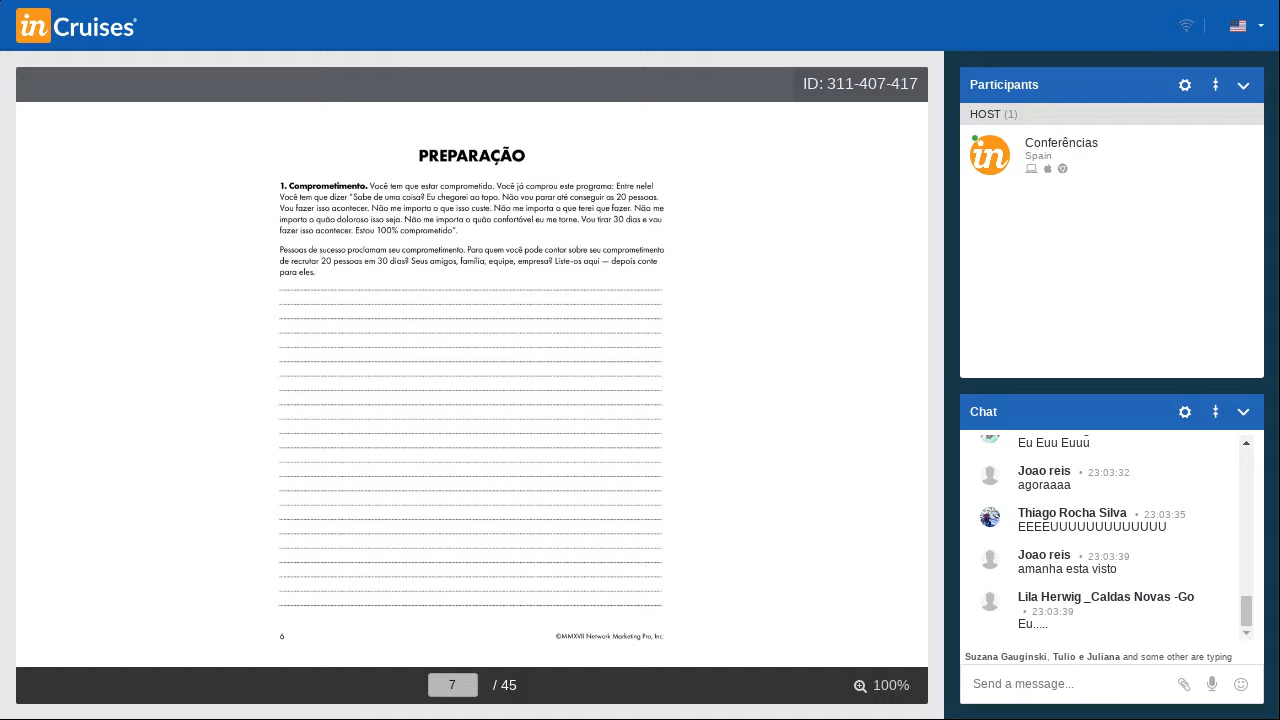 in Cruises®
ID: 311-407-417
PREPARAÇÃO
1. Comprometimento. Você tem que estar comprometido. Você já comprou este programa: Entre nele!
Você tem que dizer "Sabe de uma coisa? Eu chegarei ao topo. Não vou parar até conseguir as 20 pessoas.
Vou fazer isso acontecer. Não me importa o que isso custe. Não me importa o que terei que fazer. Não me
importa o quão doloroso isso seja. Não me importa o quão confortável eu me torne. Vou tirar 30 dias e vou
fazer isso acontecer. Estou 100% comprometido".
Pessoas de sucesso proclamam seu comprometimento. Para quem você pode contar sobre seu comprometimento
de recrutar 20 pessoas em 30 dias? Seus amigos, família, equipe, empresa? Liste-os aqui — depois conte
para eles.
6
©MMXVII Network Marketing Pro, Inc.
7 / 45
100%
Participants
HOST (1)
in
Conferências
Spain
Chat
Eu Euu Euuu
Joao reis • 23:03:32
agoraaaa
Thiago Rocha Silva • 23:03:35
EEEEUUUUUUUUUUUUU
Joao reis • 23:03:39
amanha esta visto
Lila Herwig _Caldas Novas -Go
• 23:03:39
Eu.....
Suzana Gauginski, Tulio e Juliana and some other are typing
Send a message...